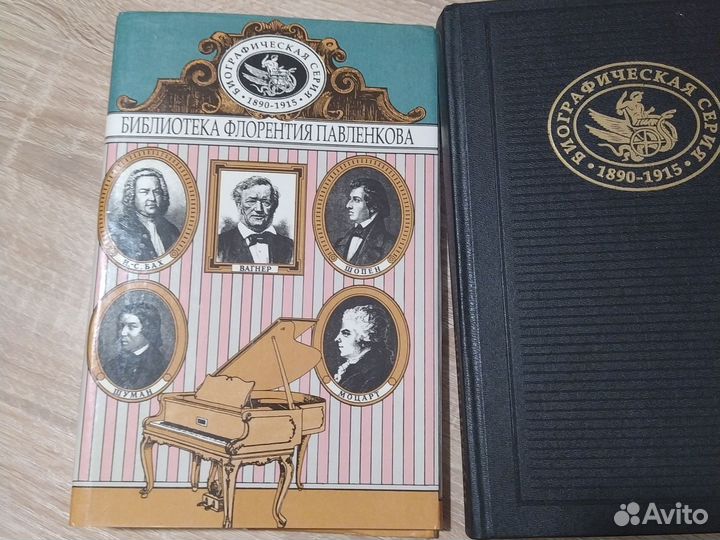 БИОГРАФИЧЕСКАЯ СЕРИЯ
• 1890-1915 •
БИБЛИОТЕКА ФЛОРЕНТИЯ ПАВЛЕНКОВА
И.-С. БАХ
ВАГНЕР
ШОПЕН
ШУМАН
МОЦАРТ
БИОГРАФИЧЕСКАЯ СЕРИЯ
• 1890-1915 •
Avito